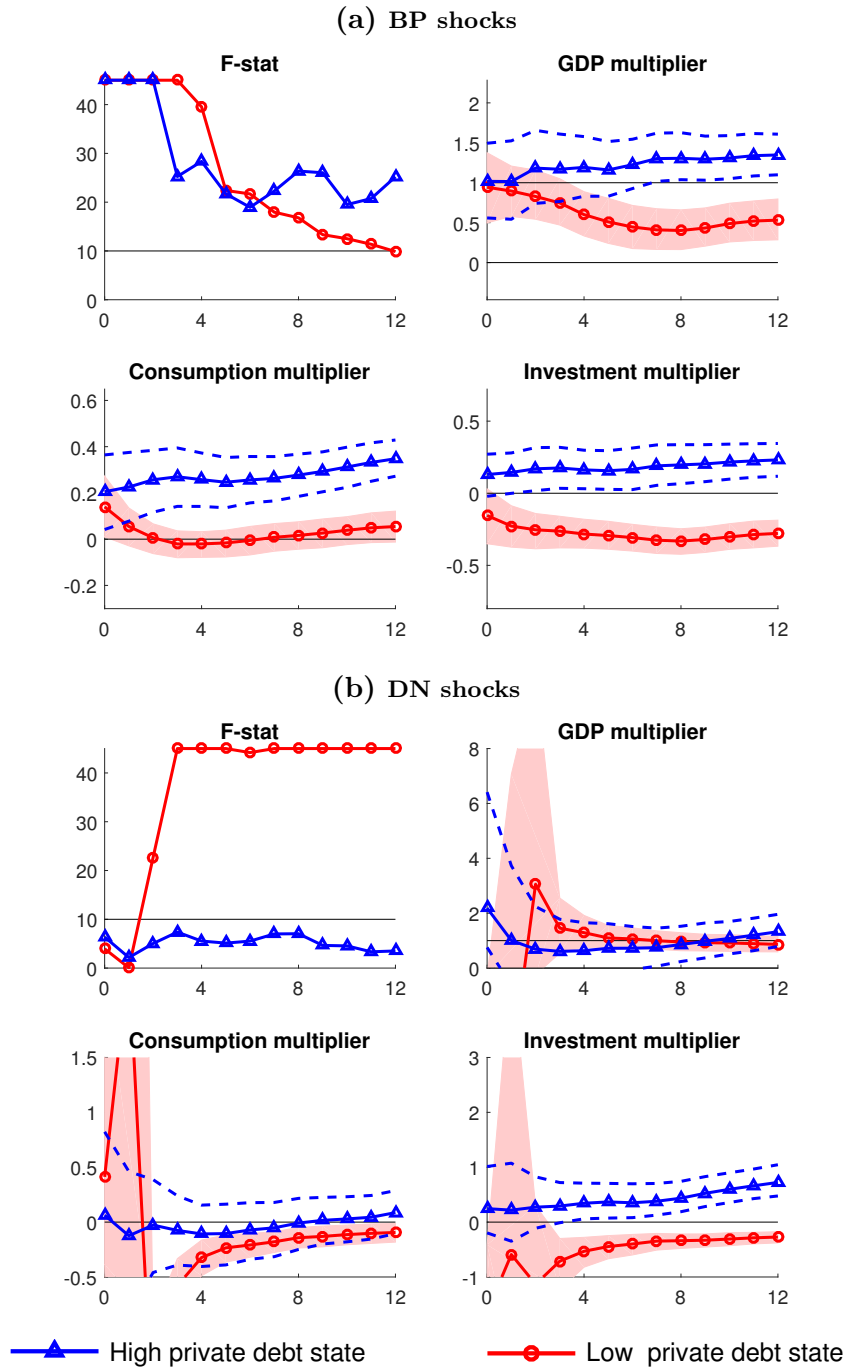 (a) BP shocks
F-stat
GDP multiplier
40
30
20
10
0
0 4 8 12
2
1.5
1
0.5
0
0 4 8 12
Consumption multiplier
Investment multiplier
0.6
0.4
0.2
0
-0.2
0 4 8 12
0.5
0
-0.5
0 4 8 12
(b) DN shocks
F-stat
GDP multiplier
40
30
20
10
0
0 4 8 12
8
6
4
2
0
0 4 8 12
Consumption multiplier
Investment multiplier
1.5
1
0.5
0
-0.5
0 4 8 12
3
2
1
0
-1
0 4 8 12
High private debt state
Low private debt state